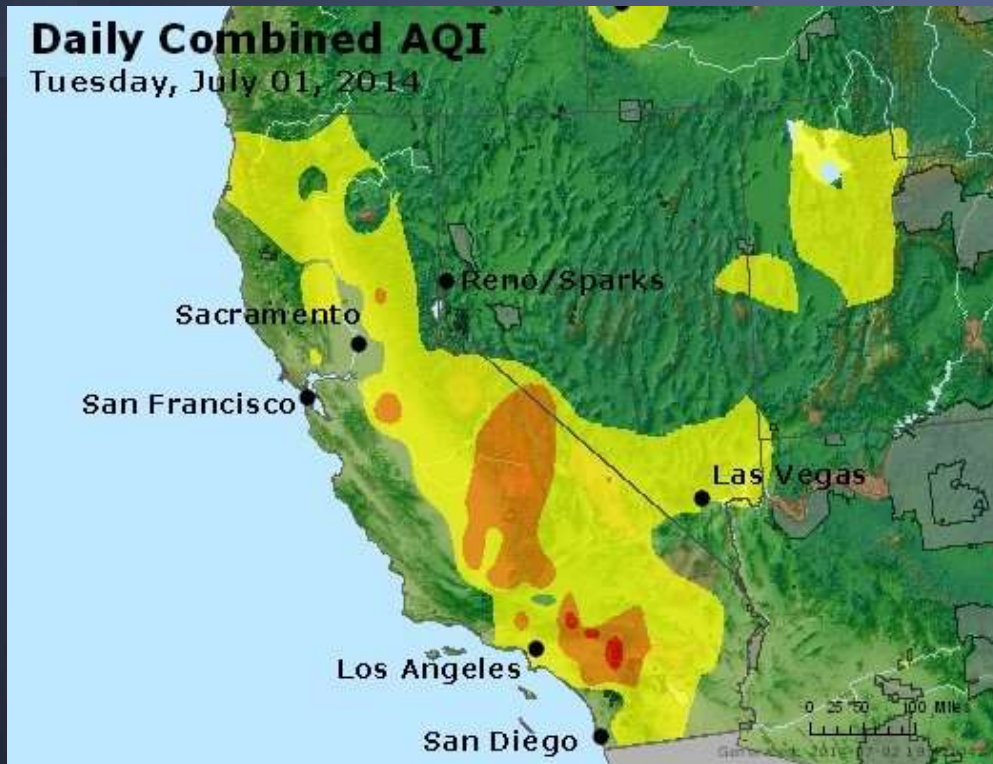 Daily Combined AQI
Tuesday, July 01, 2014
Reno/Sparks
Sacramento
San Francisco
Las Vegas
Los Angeles
0 25 50 100 Miles
San Diego